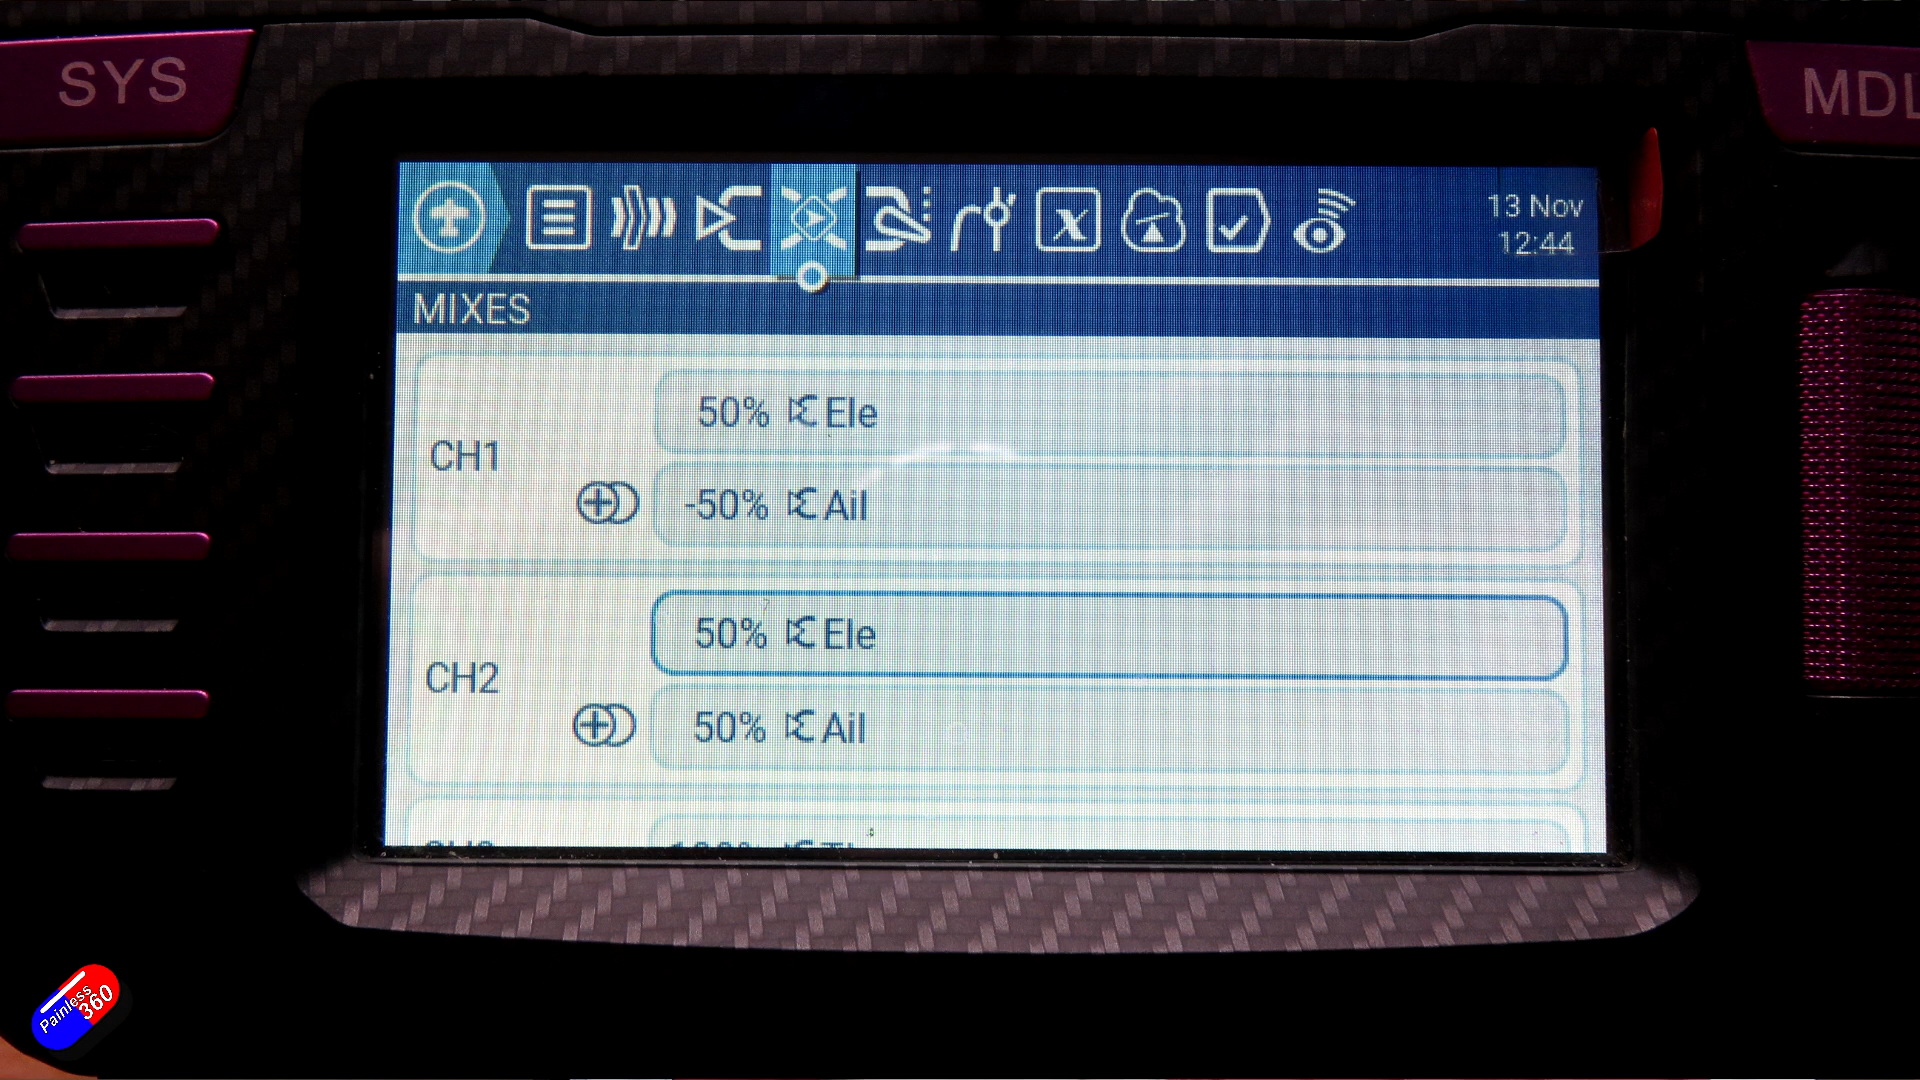 SYS
MDL
x
13 Nov
12:44
MIXES
CH1
50% Ele
-50% Ail
CH2
50% Ele
50% Ail
Painless
360